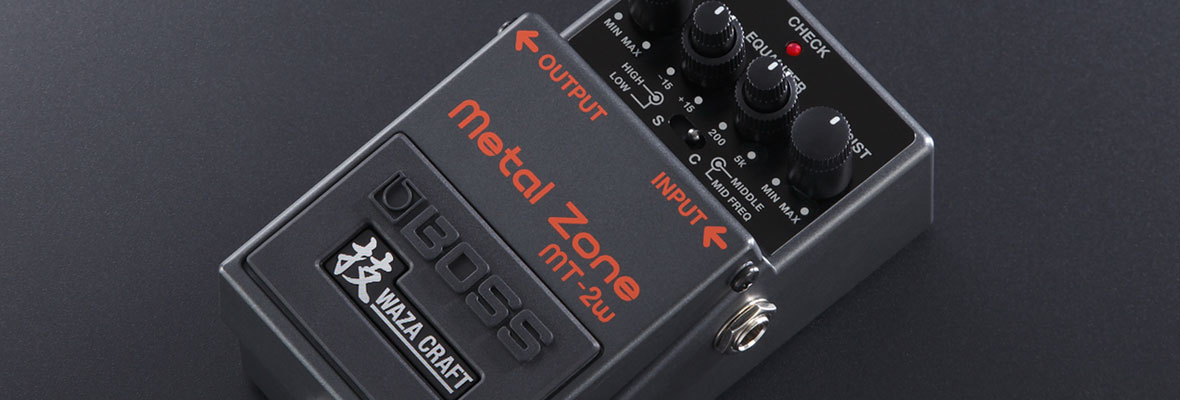 CHECK
MIN MAX
EQUALIZER
DIST
HIGH
LOW
-15
+15
S
C
200
5k
MIDDLE
MID FREQ
MIN MAX
OUTPUT
INPUT
Metal Zone
MT-2w
BOSS
技 WAZA CRAFT